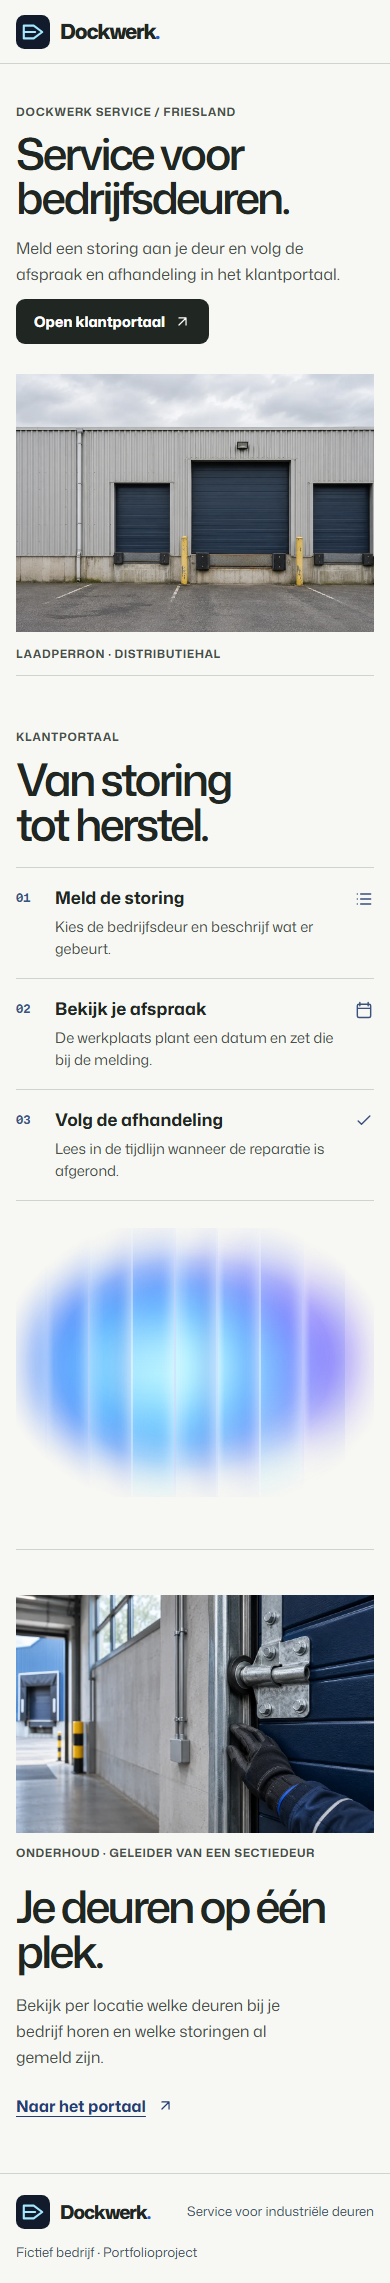 Dockwerk.
DOCKWERK SERVICE / FRIESLAND
Service voor
bedrijfsdeuren.
Meld een storing aan je deur en volg de
afspraak en afhandeling in het klantportaal.
Open klantportaal
LAADPERRON · DISTRIBUTIEHAL
KLANTPORTAAL
Van storing
tot herstel.
01 Meld de storing
Kies de bedrijfsdeur en beschrijf wat er
gebeurt.
02 Bekijk je afspraak
De werkplaats plant een datum en zet die
bij de melding.
03 Volg de afhandeling
Lees in de tijdlijn wanneer de reparatie is
afgerond.
ONDERHOUD · GELEIDER VAN EEN SECTIEDEUR
Je deuren op één
plek.
Bekijk per locatie welke deuren bij je
bedrijf horen en welke storingen al
gemeld zijn.
Naar het portaal
Dockwerk. Service voor industriële deuren
Fictief bedrijf · Portfolioproject